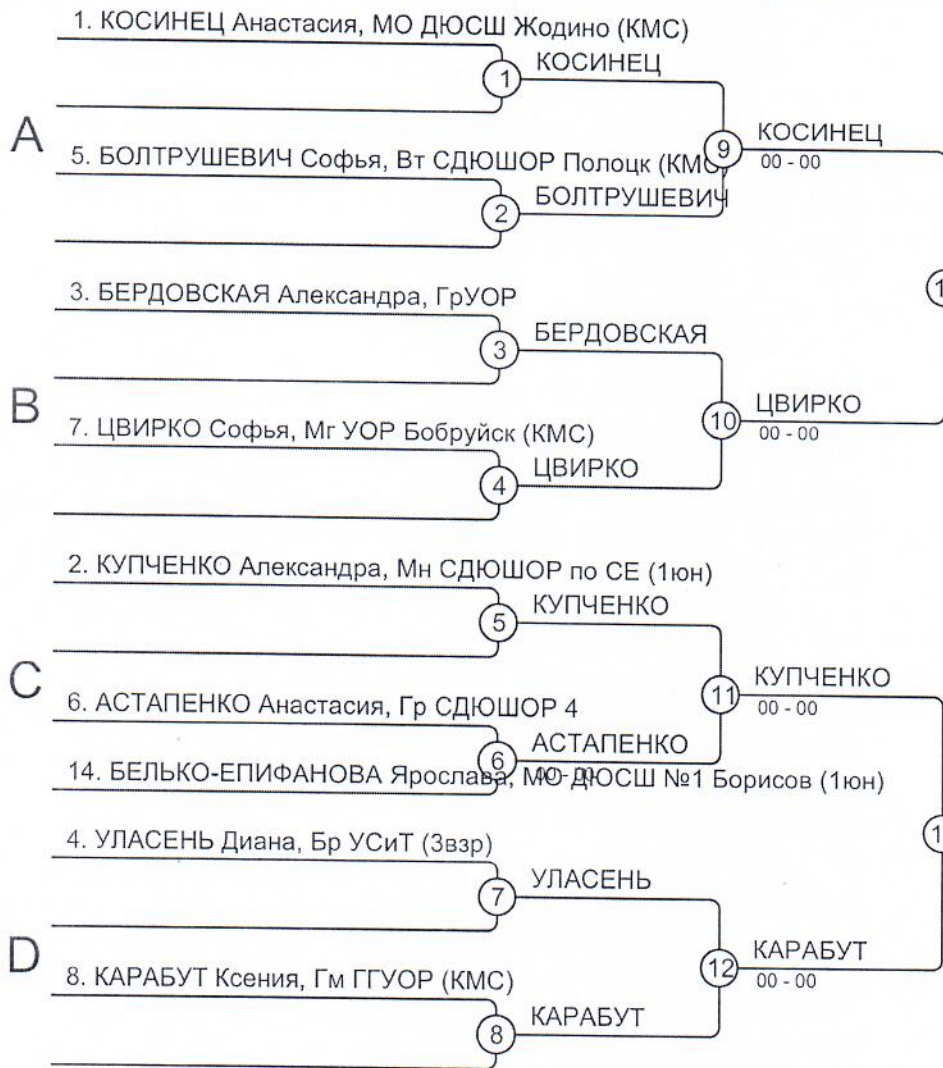 1. КОСИНЕЦ Анастасия, МО ДЮСШ Жодино (КМС)
1 КОСИНЕЦ
A
9 КОСИНЕЦ
00 - 00
5. БОЛТРУШЕВИЧ Софья, Вт СДЮШОР Полоцк (КМС)
2 БОЛТРУШЕВИЧ
3. БЕРДОВСКАЯ Александра, ГрУОР
1
3 БЕРДОВСКАЯ
B
10 ЦВИРКО
00 - 00
7. ЦВИРКО Софья, Мг УОР Бобруйск (КМС)
4 ЦВИРКО
2. КУПЧЕНКО Александра, Мн СДЮШОР по СЕ (1юн)
5 КУПЧЕНКО
C
11 КУПЧЕНКО
00 - 00
6. АСТАПЕНКО Анастасия, Гр СДЮШОР 4
6 АСТАПЕНКО
00 - 00
14. БЕЛЬКО-ЕПИФАНОВА Ярослава, МО ДЮСШ №1 Борисов (1юн)
1
4. УЛАСЕНЬ Диана, Бр УСиТ (3взр)
7 УЛАСЕНЬ
D
12 КАРАБУТ
00 - 00
8. КАРАБУТ Ксения, Гм ГГУОР (КМС)
8 КАРАБУТ